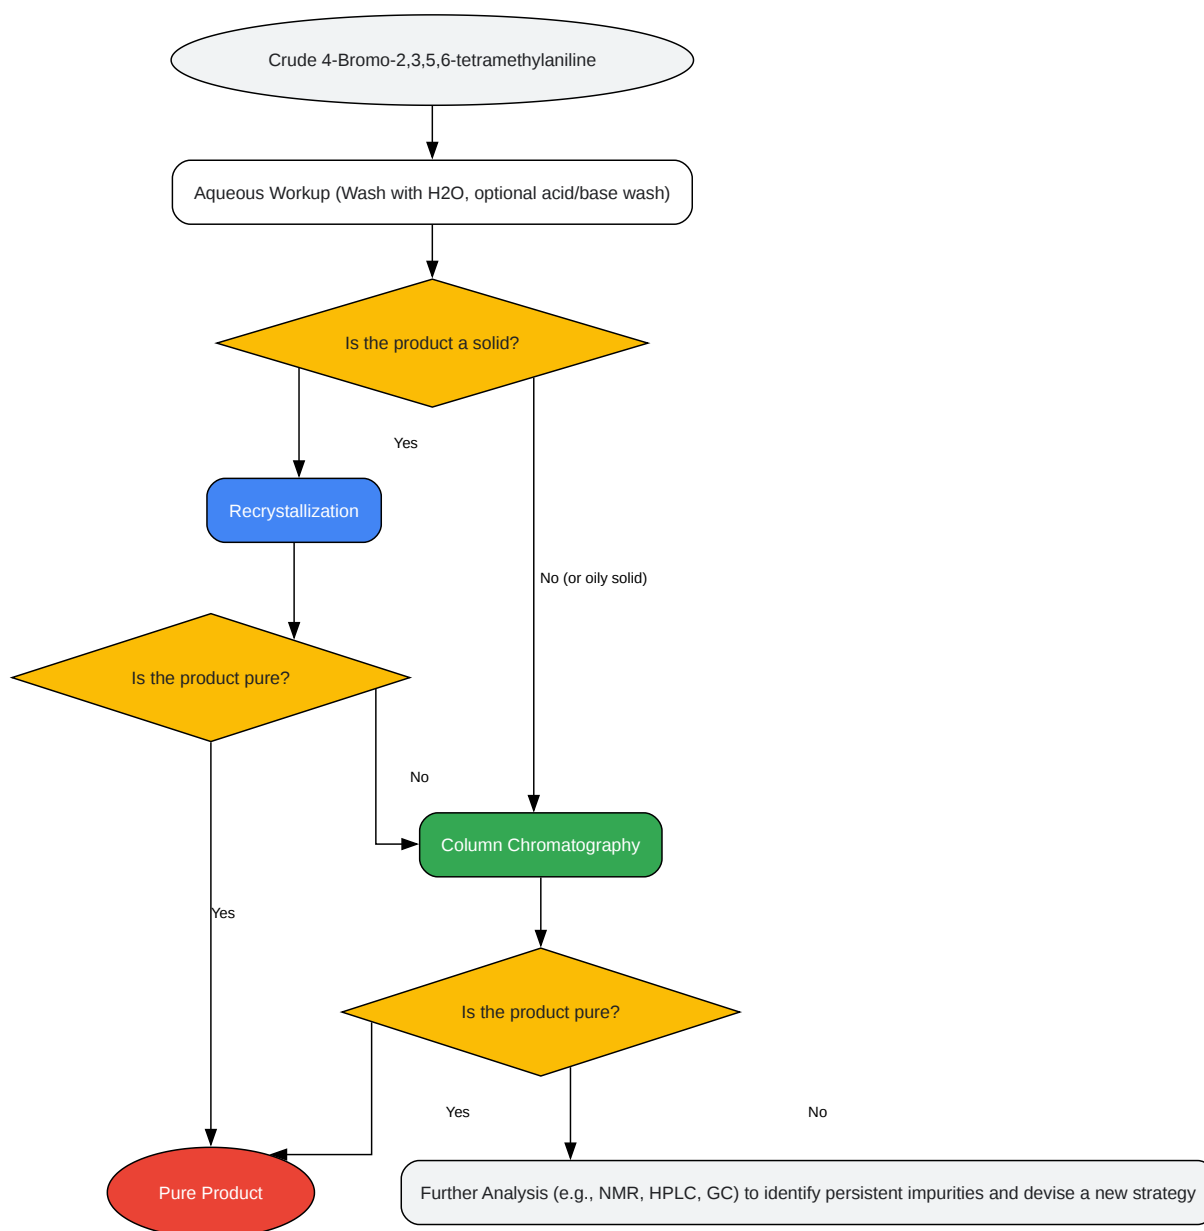 Crude 4-Bromo-2,3,5,6-tetramethylaniline
Aqueous Workup (Wash with H2O, optional acid/base wash)
Is the product a solid?
Yes
Recrystallization
No (or oily solid)
Is the product pure?
No
Column Chromatography
Yes
Is the product pure?
Yes
No
Pure Product
Further Analysis (e.g., NMR, HPLC, GC) to identify persistent impurities and devise a new strategy